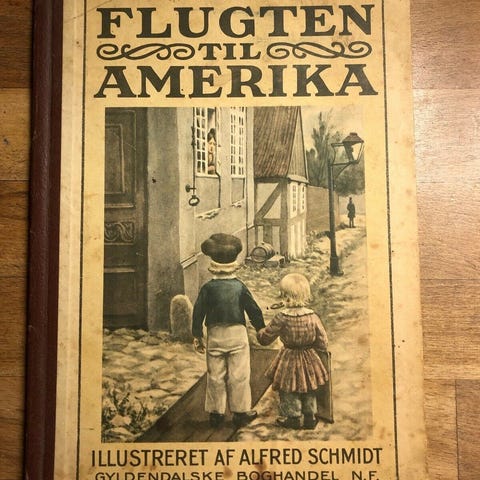 FLUGTEN
TIL
AMERIKA
ILLUSTRERET AF ALFRED SCHMIDT
GYLDENDALSKE BOGHANDEL N.F.